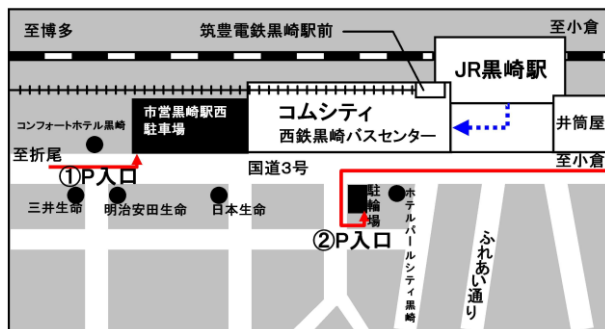 至博多
筑豊電鉄黒崎駅前
至小倉
JR黒崎駅
市営黒崎駅西
駐車場
コムシティ
西鉄黒崎バスセンター
井筒屋
コンフォートホテル黒崎
至折尾
国道3号
至小倉
①P入口
三井生命
明治安田生命
日本生命
駐輪場
ホテルパールシティ黒崎
②P入口
ふれあい通り